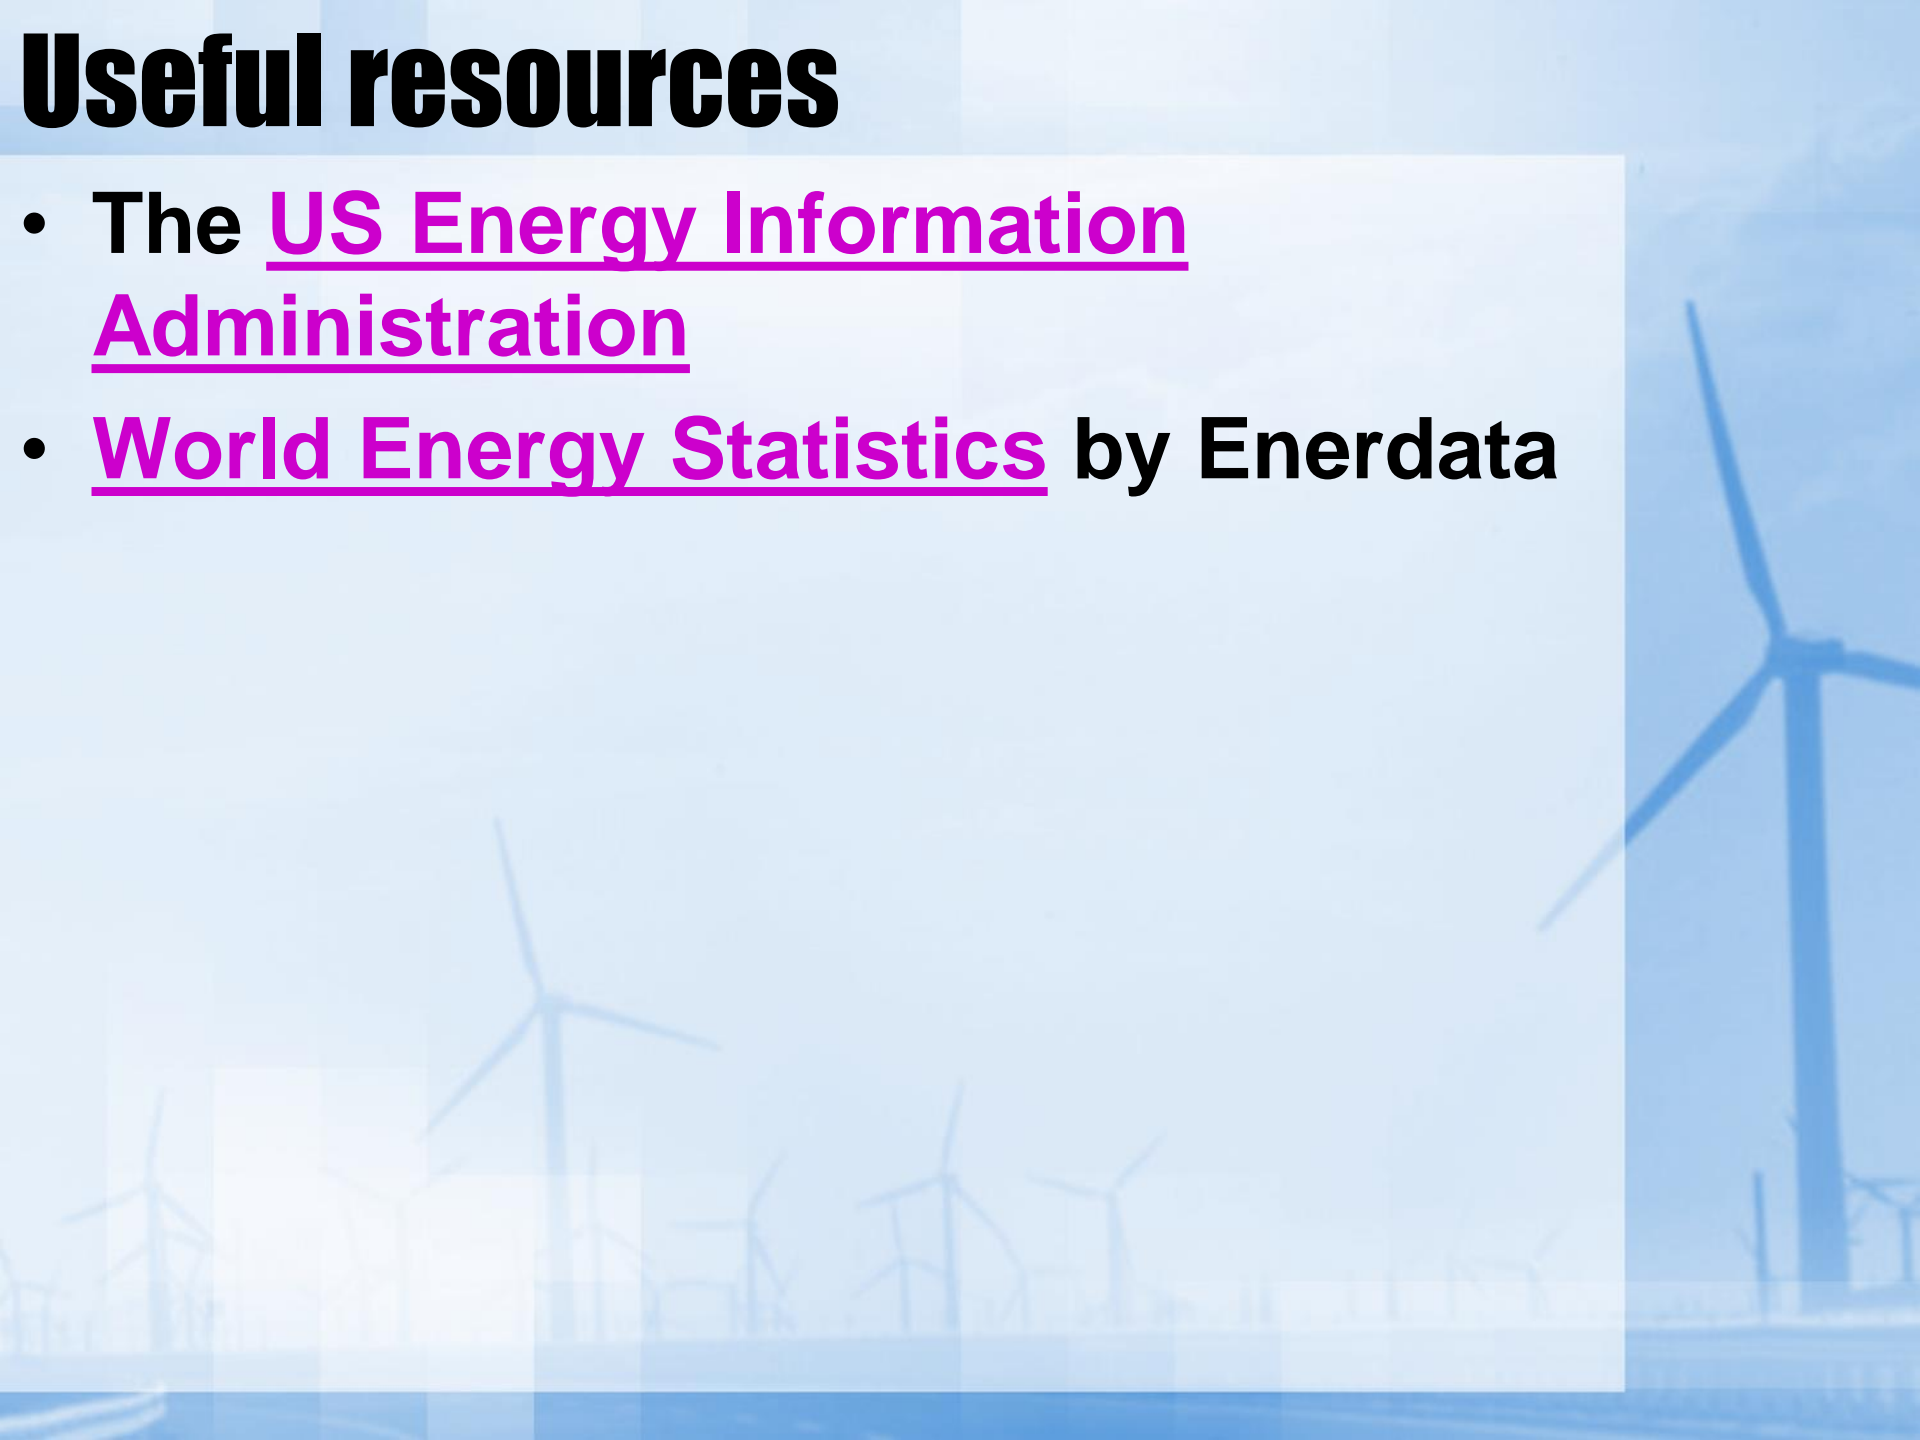 Useful resources
• The US Energy Information
Administration
• World Energy Statistics by Enerdata